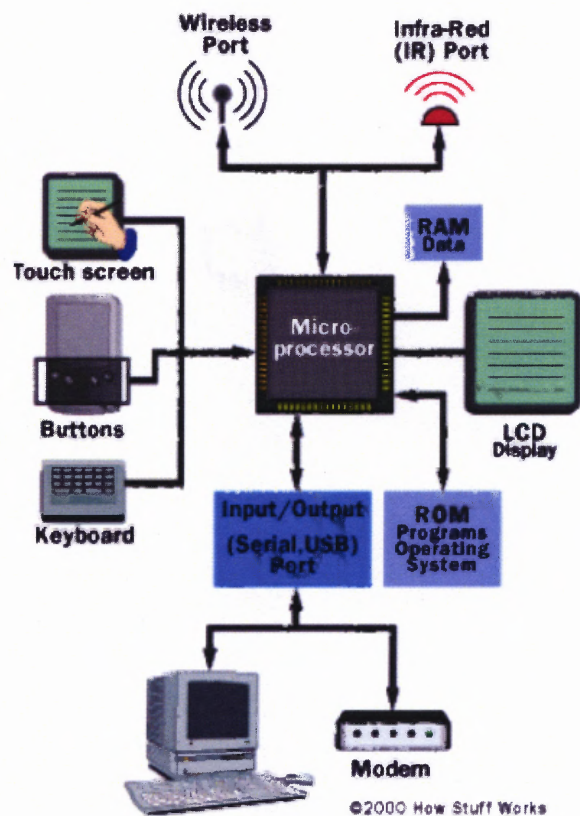 Wireless
Port
Infra-Red
(IR) Port
Touch screen
RAM
Data
Micro-
processor
Buttons
LCD
Display
Keyboard
Input/Output
(Serial,USB)
Port
ROM
Programs
Operating
System
Modem
©2000 How Stuff Works